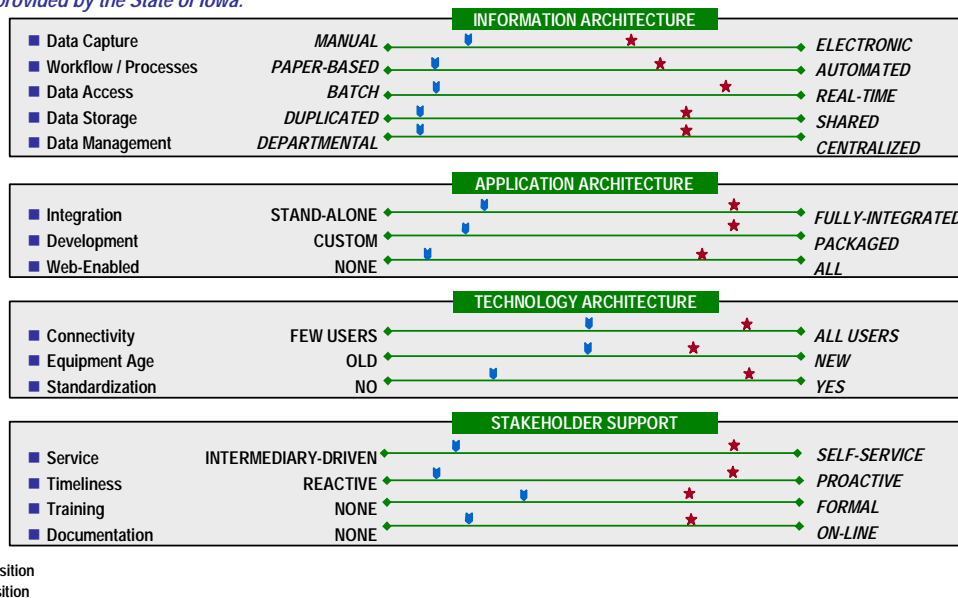 provided by the State of Iowa.
INFORMATION ARCHITECTURE
Data Capture MANUAL ELECTRONIC
Workflow / Processes PAPER-BASED AUTOMATED
Data Access BATCH REAL-TIME
Data Storage DUPLICATED SHARED
Data Management DEPARTMENTAL CENTRALIZED
APPLICATION ARCHITECTURE
Integration STAND-ALONE FULLY-INTEGRATED
Development CUSTOM PACKAGED
Web-Enabled NONE ALL
TECHNOLOGY ARCHITECTURE
Connectivity FEW USERS ALL USERS
Equipment Age OLD NEW
Standardization NO YES
STAKEHOLDER SUPPORT
Service INTERMEDIARY-DRIVEN SELF-SERVICE
Timeliness REACTIVE PROACTIVE
Training NONE FORMAL
Documentation NONE ON-LINE
sition
sition